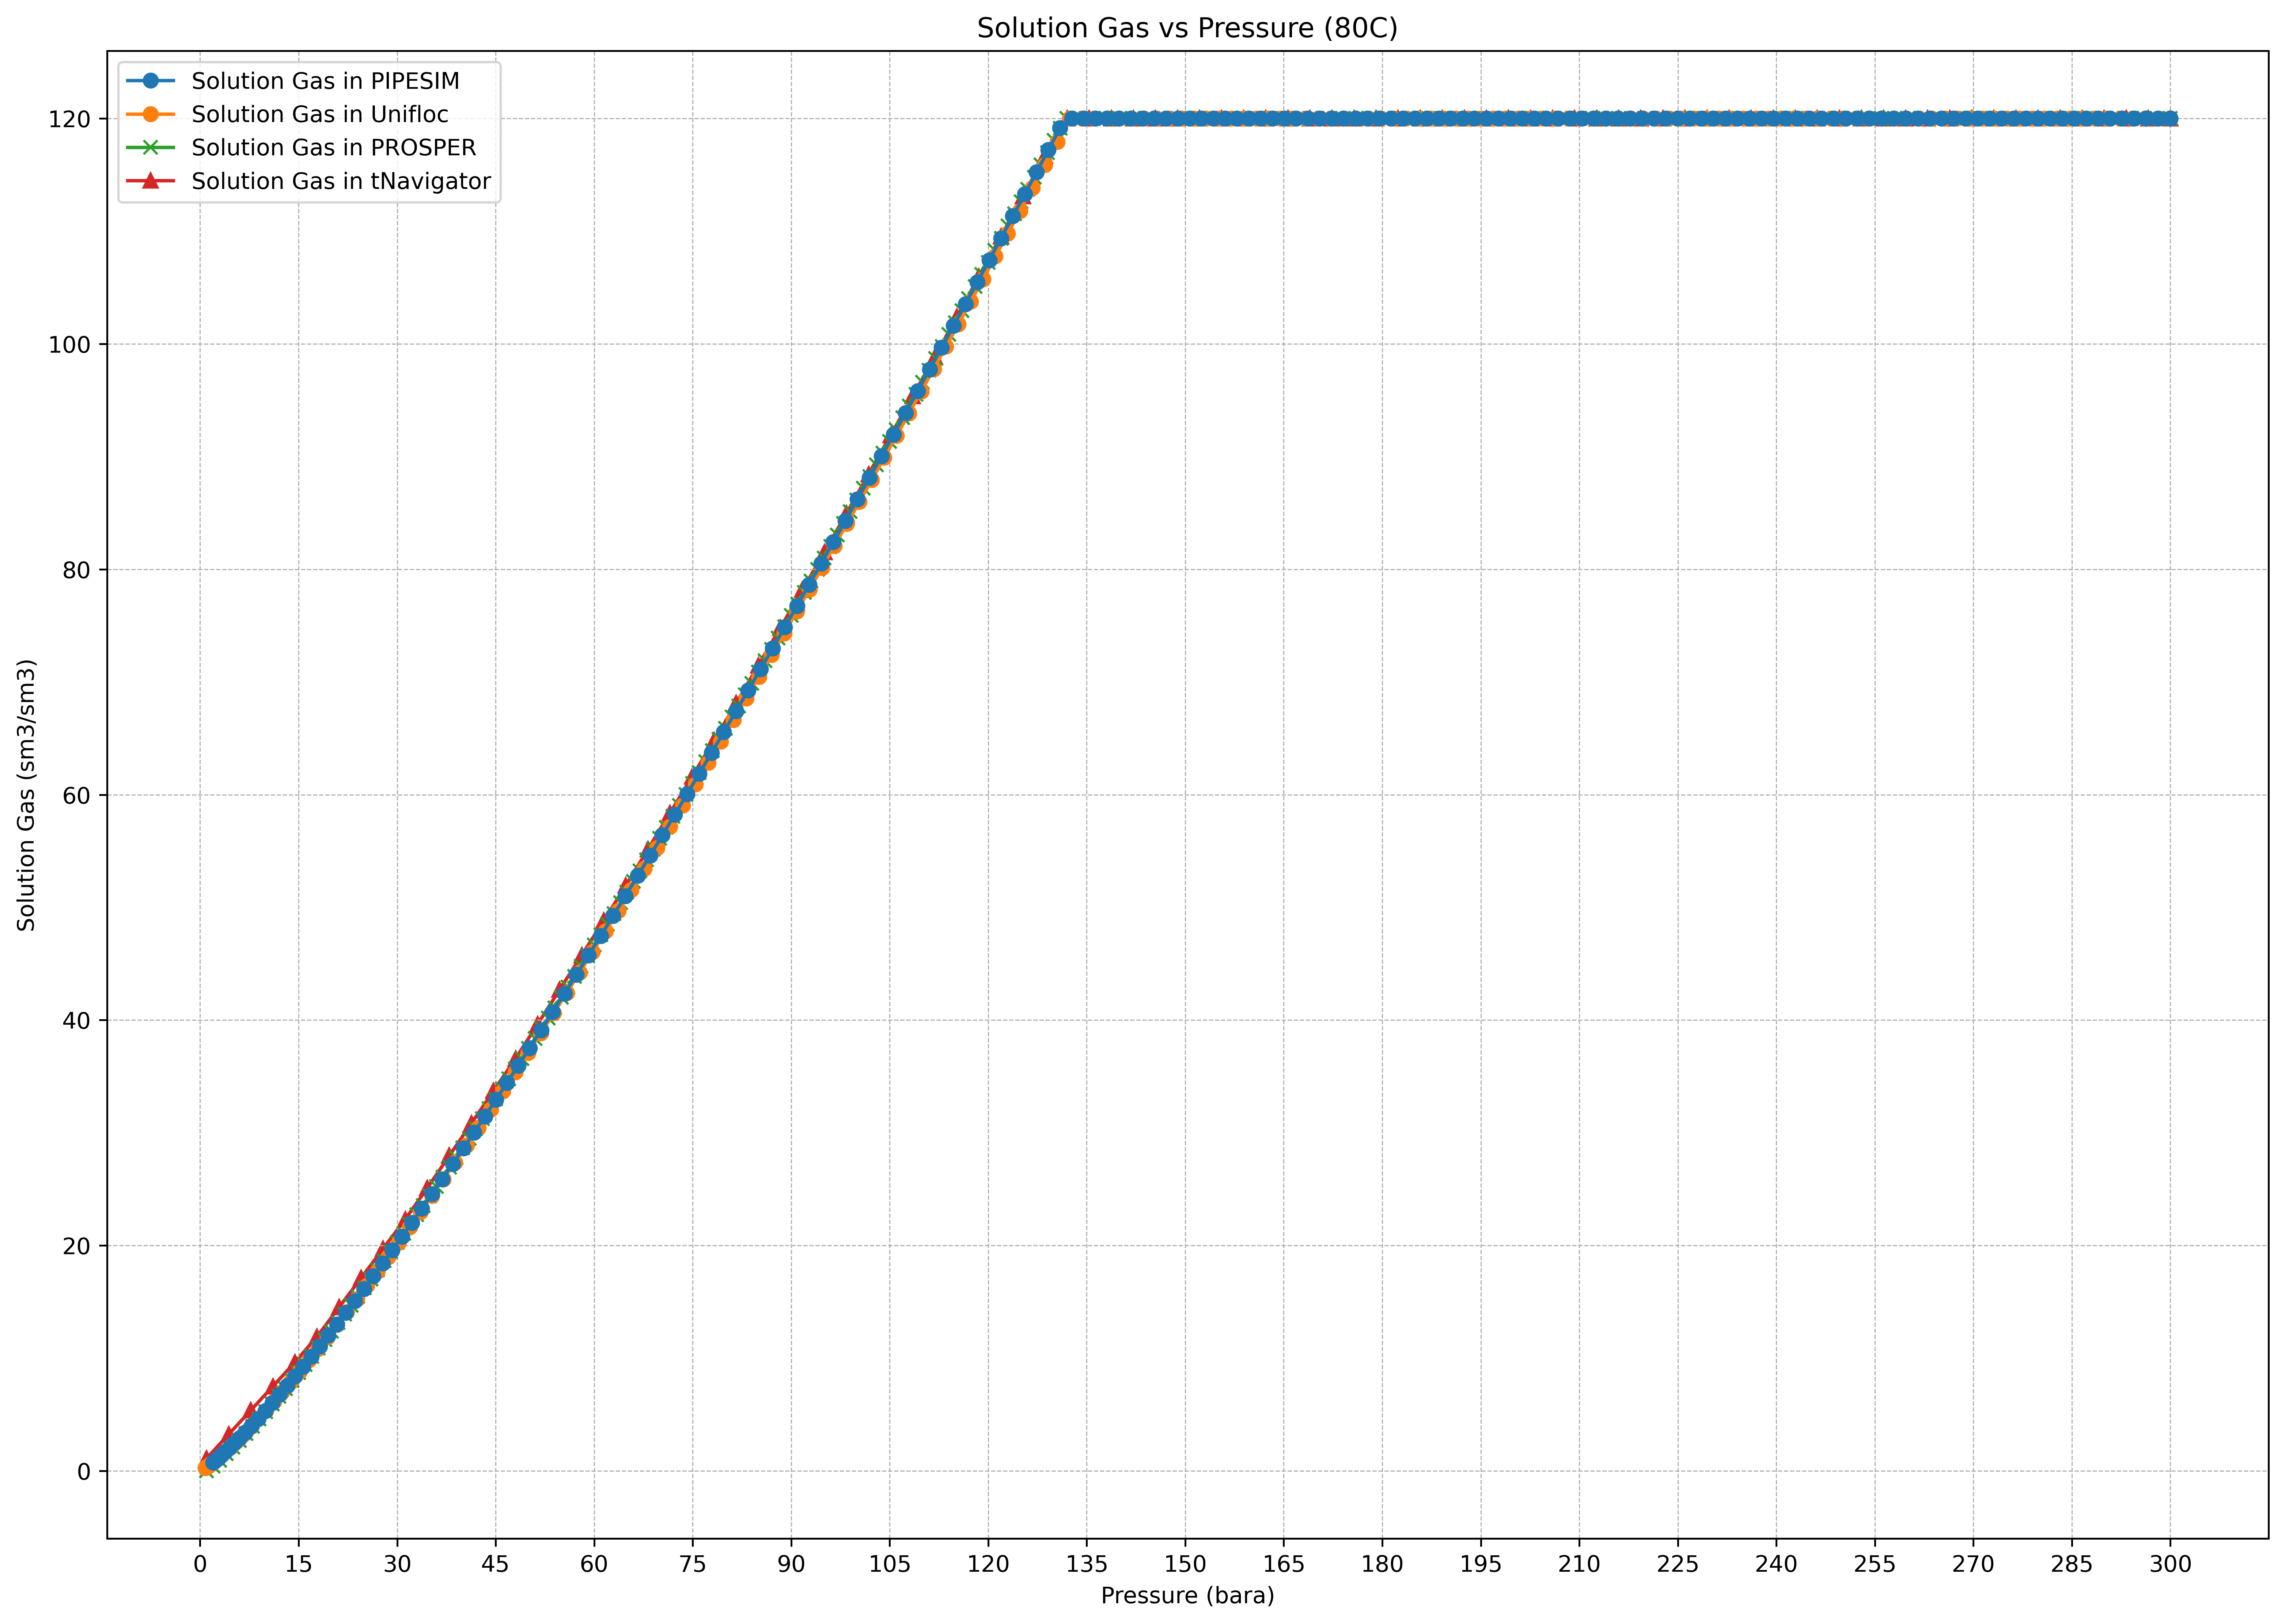 Solution Gas vs Pressure (80C)
Solution Gas in PIPESIM
Solution Gas in Unifloc
Solution Gas in PROSPER
Solution Gas in tNavigator
Solution Gas (sm3/sm3)
120
100
80
60
40
20
0
0 15 30 45 60 75 90 105 120 135 150 165 180 195 210 225 240 255 270 285 300
Pressure (bara)